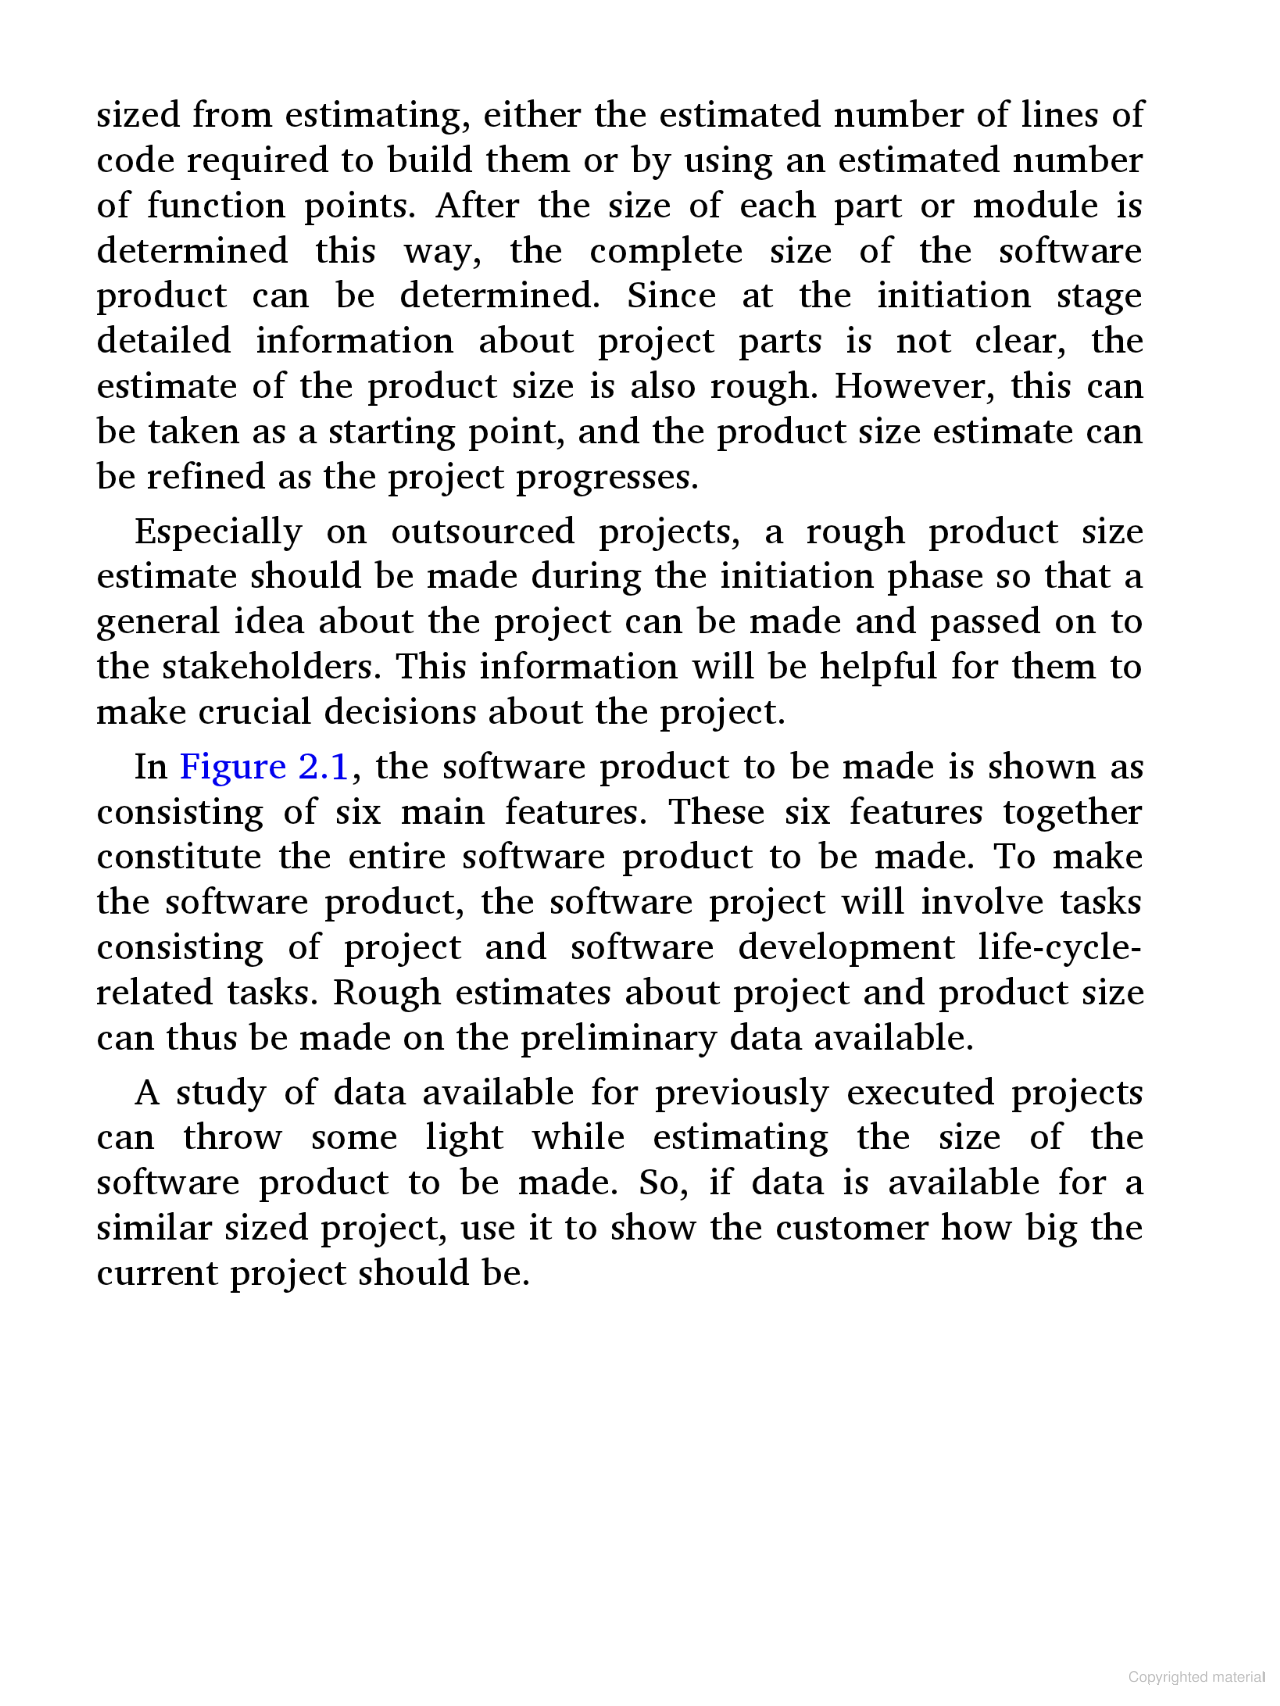 sized from estimating, either the estimated number of lines of
code required to build them or by using an estimated number
of function points. After the size of each part or module is
determined this way, the complete size of the software
product can be determined. Since at the initiation stage
detailed information about project parts is not clear, the
estimate of the product size is also rough. However, this can
be taken as a starting point, and the product size estimate can
be refined as the project progresses.
Especially on outsourced projects, a rough product size
estimate should be made during the initiation phase so that a
general idea about the project can be made and passed on to
the stakeholders. This information will be helpful for them to
make crucial decisions about the project.
In Figure 2.1, the software product to be made is shown as
consisting of six main features. These six features together
constitute the entire software product to be made. To make
the software product, the software project will involve tasks
consisting of project and software development life-cycle-
related tasks. Rough estimates about project and product size
can thus be made on the preliminary data available.
A study of data available for previously executed projects
can throw some light while estimating the size of the
software product to be made. So, if data is available for a
similar sized project, use it to show the customer how big the
current project should be.
Copyrighted material